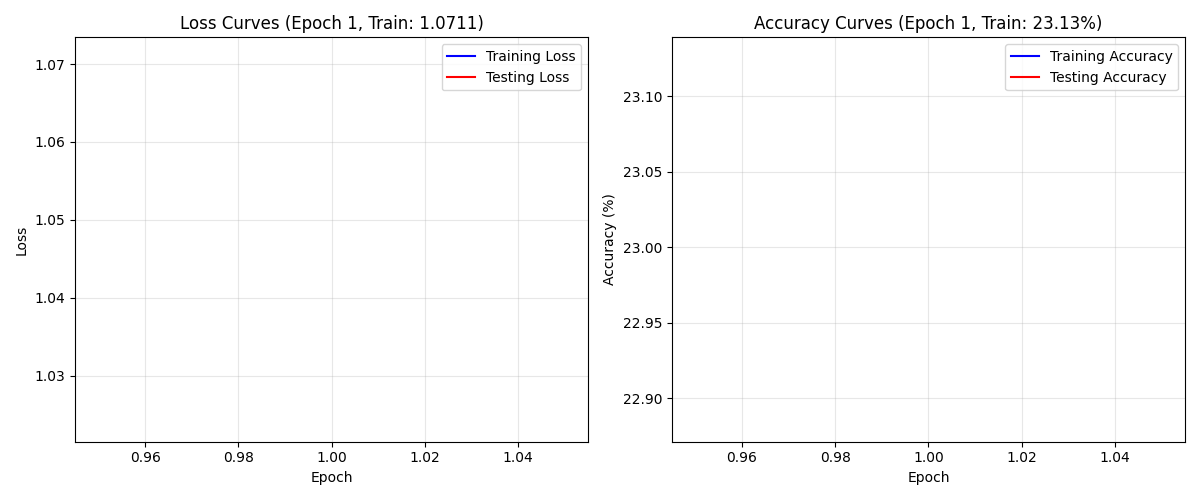 Loss Curves (Epoch 1, Train: 1.0711)
Training Loss
Testing Loss
1.07
1.06
1.05
1.04
1.03
Loss
0.96
0.98
1.00
1.02
1.04
Epoch
Accuracy Curves (Epoch 1, Train: 23.13%)
Training Accuracy
Testing Accuracy
23.10
23.05
23.00
22.95
22.90
Accuracy (%)
0.96
0.98
1.00
1.02
1.04
Epoch